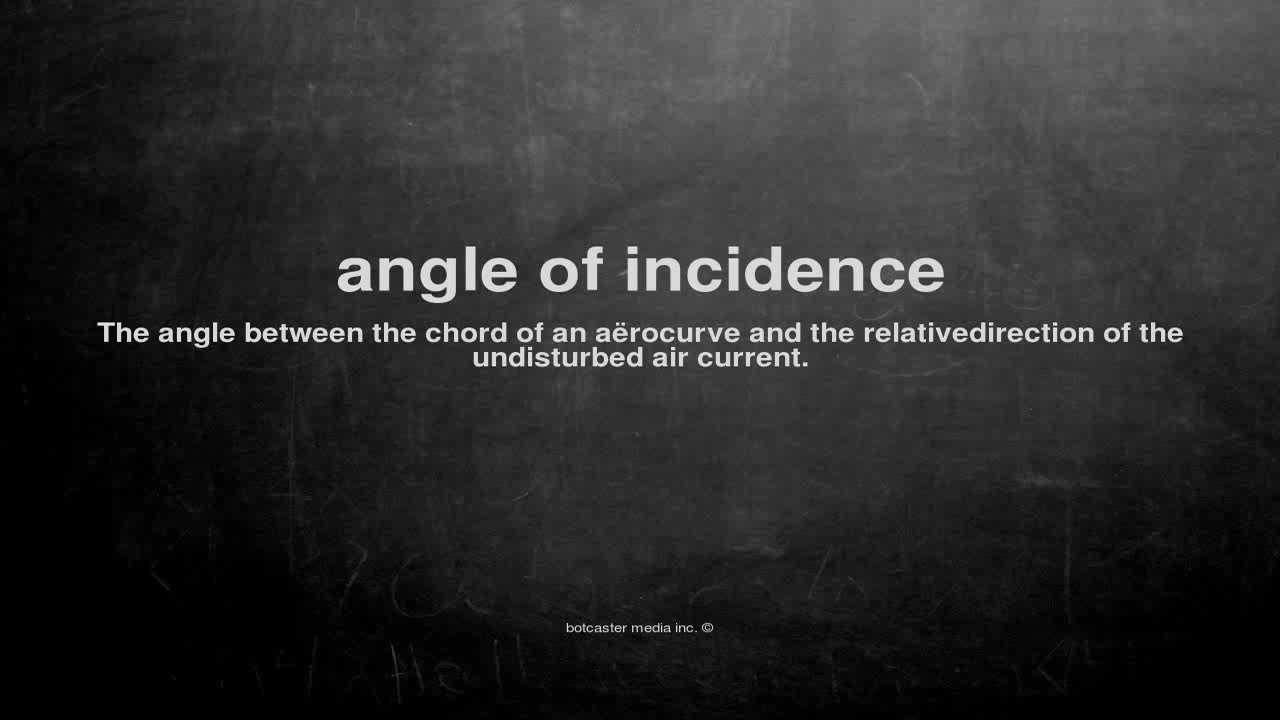 angle of incidence
The angle between the chord of an aërocurve and the relativedirection of the
undisturbed air current.
botcaster media inc. ©